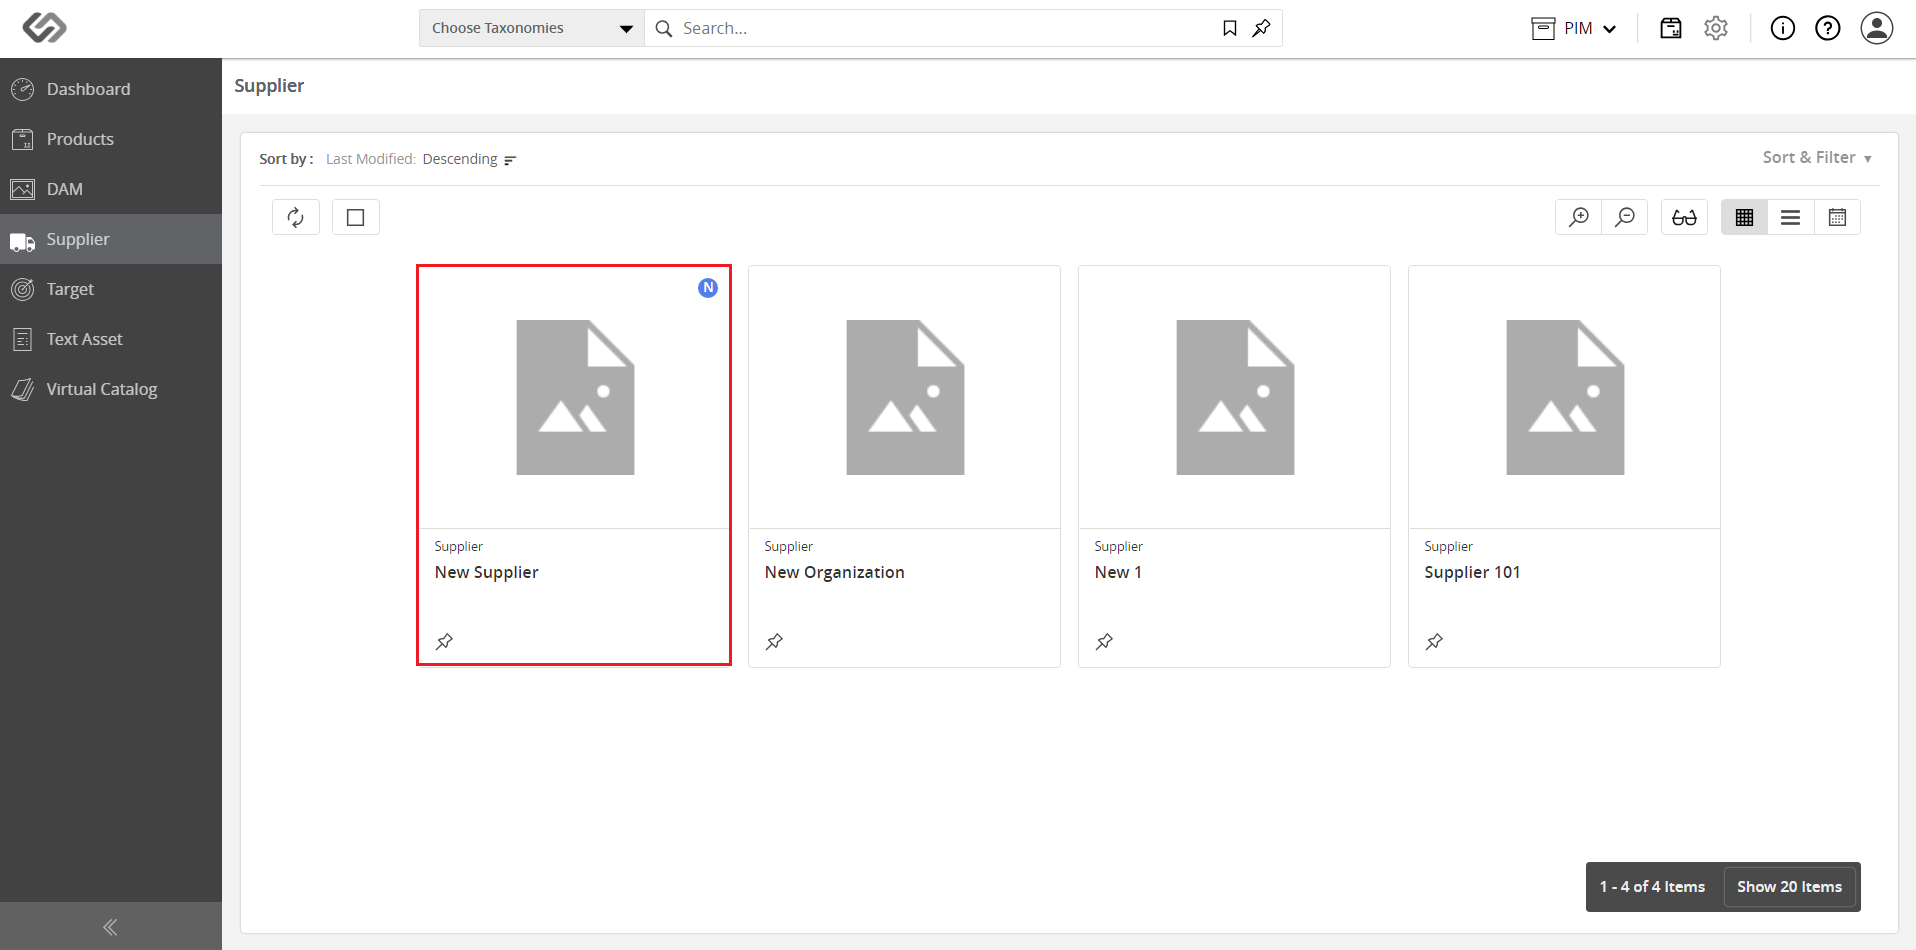 Choose Taxonomies
Search...
PIM
Dashboard
Products
DAM
Supplier
Target
Text Asset
Virtual Catalog
Supplier
Sort by : Last Modified: Descending
Sort & Filter
N
Supplier
New Supplier
Supplier
New Organization
Supplier
New 1
Supplier
Supplier 101
1 - 4 of 4 Items
Show 20 Items